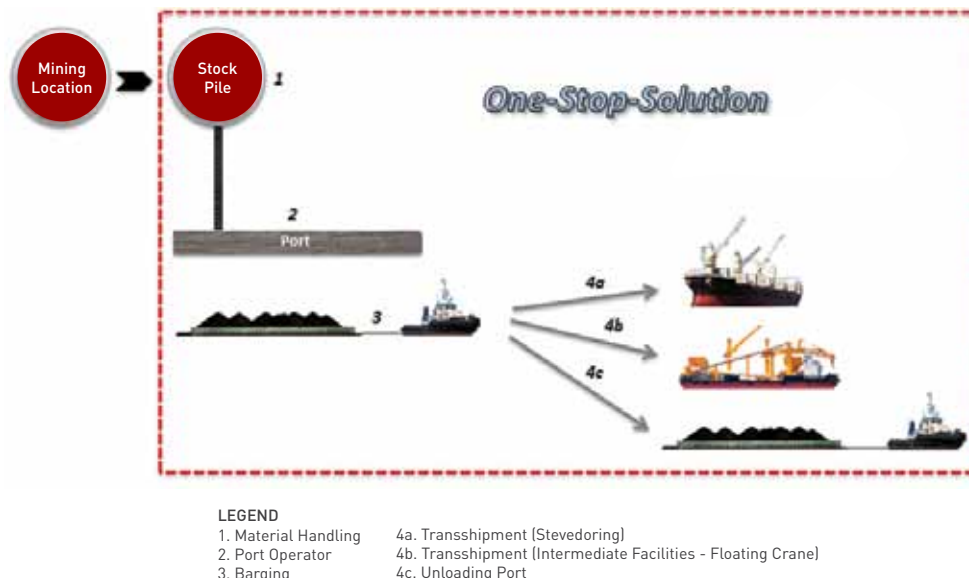 Mining
Location
Stock
Pile
1
One-Stop-Solution
2
Port
3
4a
4b
4c
LEGEND
1. Material Handling
2. Port Operator
3. Barging
4a. Transshipment (Stevedoring)
4b. Transshipment (Intermediate Facilities - Floating Crane)
4c. Unloading Port